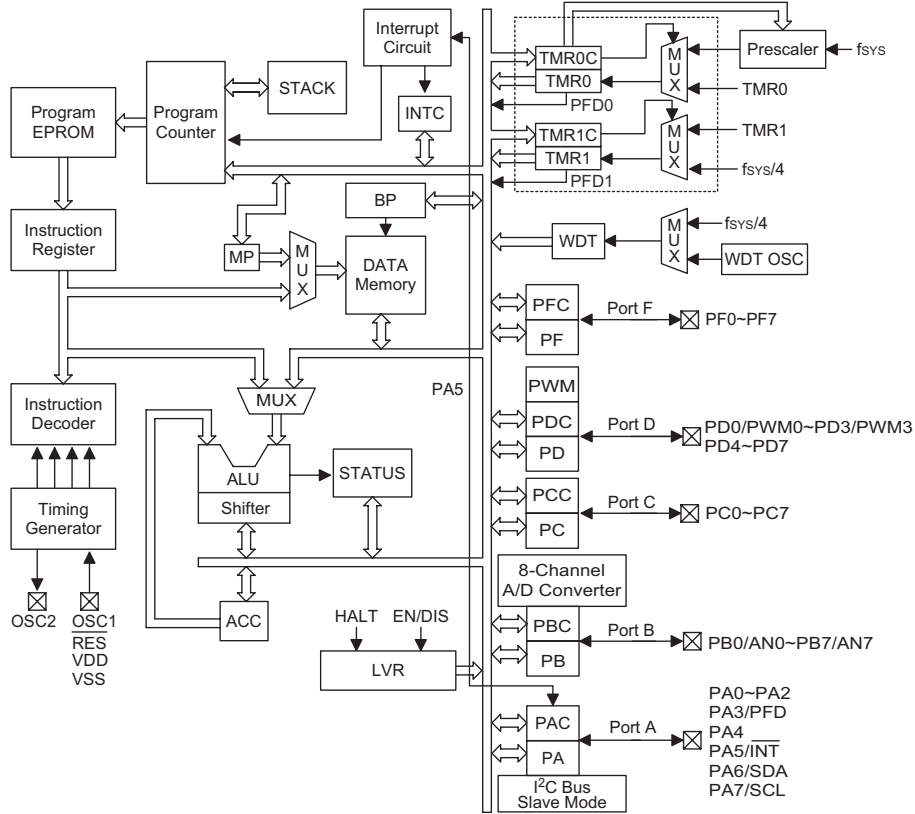 Program
EPROM
Program
Counter
STACK
Interrupt
Circuit
INTC
Instruction
Register
MP
M
U
X
BP
DATA
Memory
MUX
Instruction
Decoder
ALU
Shifter
STATUS
Timing
Generator
OSC2
OSC1
RES
VDD
VSS
ACC
HALT
EN/DIS
LVR
PA5
TMR0C
TMR0
PFD0
M
U
X
Prescaler
fSYS
TMR0
TMR1C
TMR1
PFD1
M
U
X
TMR1
fSYS/4
WDT
M
U
X
fSYS/4
WDT OSC
PFC
PF
Port F
PF0~PF7
PWM
PDC
PD
Port D
PD0/PWM0~PD3/PWM3
PD4~PD7
PCC
PC
Port C
PC0~PC7
8-Channel
A/D Converter
PBC
PB
Port B
PB0/AN0~PB7/AN7
PAC
PA
Port A
PA0~PA2
PA3/PFD
PA4
PA5/INT
PA6/SDA
PA7/SCL
I²C Bus
Slave Mode